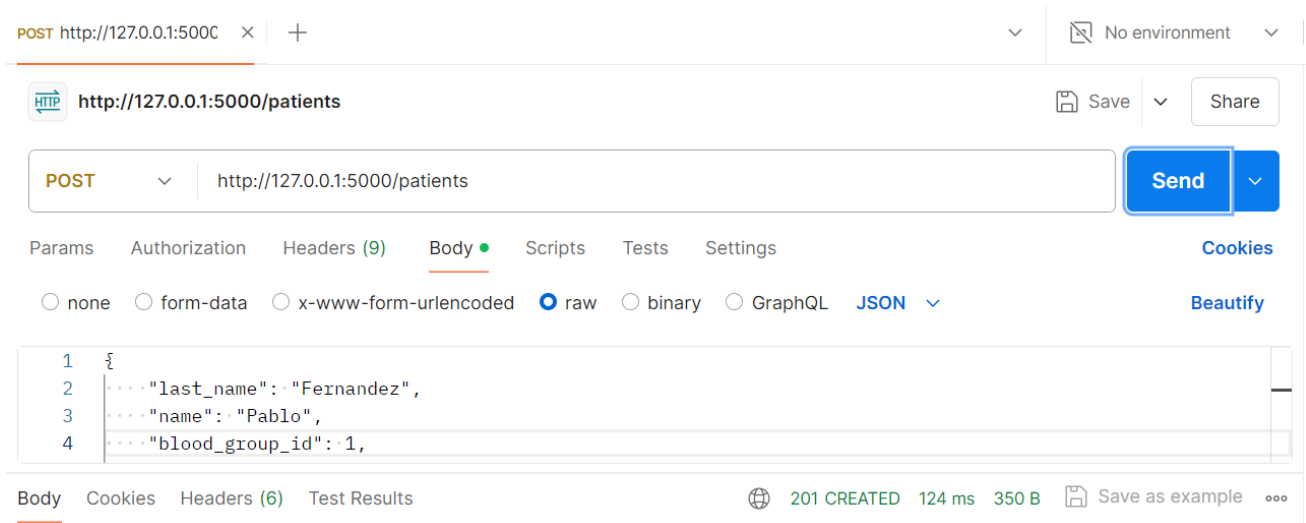 POST http://127.0.0.1:5000 No environment
HTTP http://127.0.0.1:5000/patients Save Share
POST http://127.0.0.1:5000/patients Send
Params Authorization Headers (9) Body Scripts Tests Settings Cookies
none form-data x-www-form-urlencoded raw binary GraphQL JSON Beautify
1 {
2 "last_name": "Fernandez",
3 "name": "Pablo",
4 "blood_group_id": 1,
Body Cookies Headers (6) Test Results 201 CREATED 124 ms 350 B Save as example